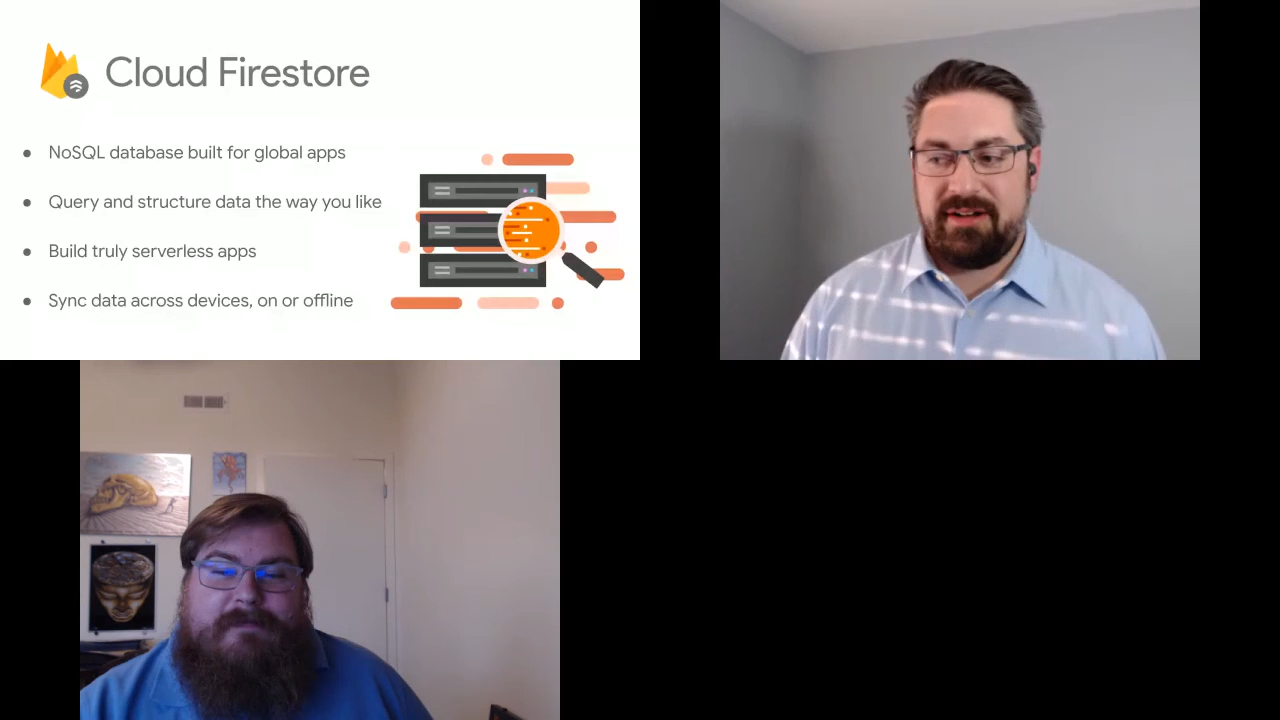 Cloud Firestore
NoSQL database built for global apps
Query and structure data the way you like
Build truly serverless apps
Sync data across devices, on or offline